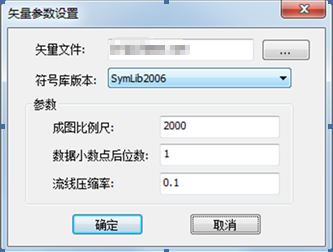 矢量参数设置
矢量文件:
...
符号库版本: SymLib2006
参数
成图比例尺: 2000
数据小数点后位数: 1
流线压缩率: 0.1
确定 取消